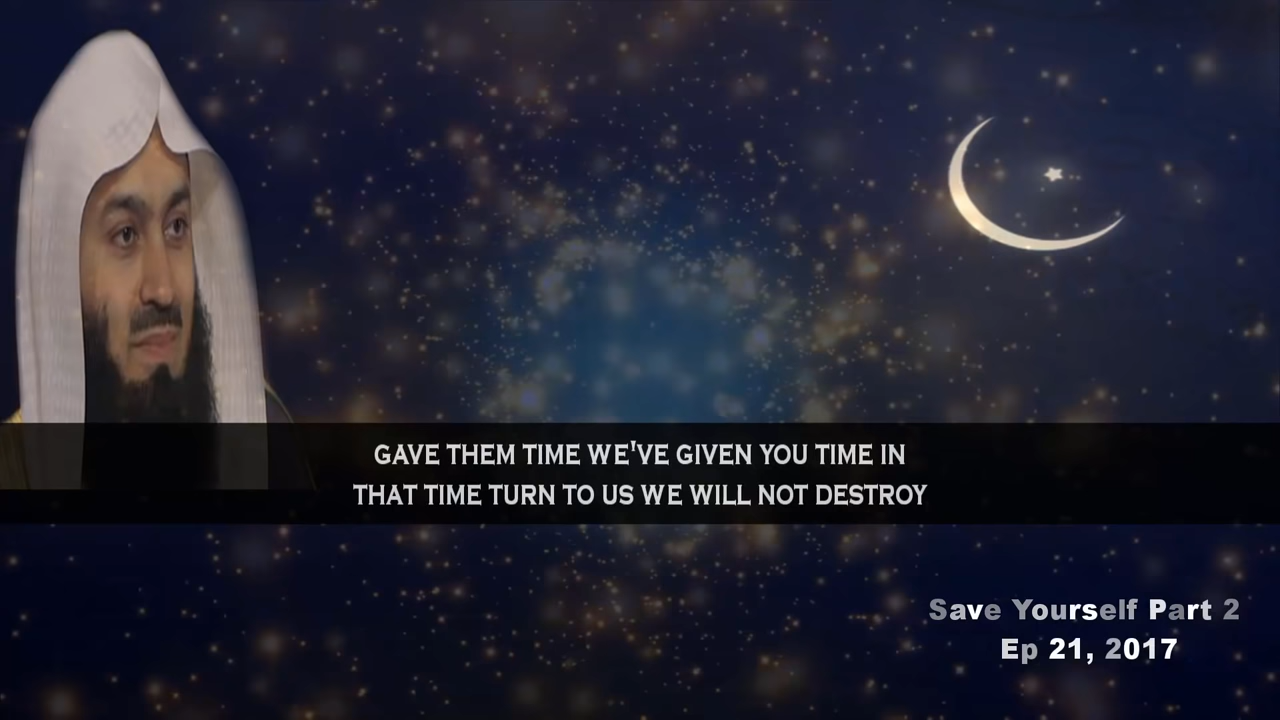 GAVE THEM TIME WE'VE GIVEN YOU TIME IN
THAT TIME TURN TO US WE WILL NOT DESTROY
Save Yourself Part 2
Ep 21, 2017